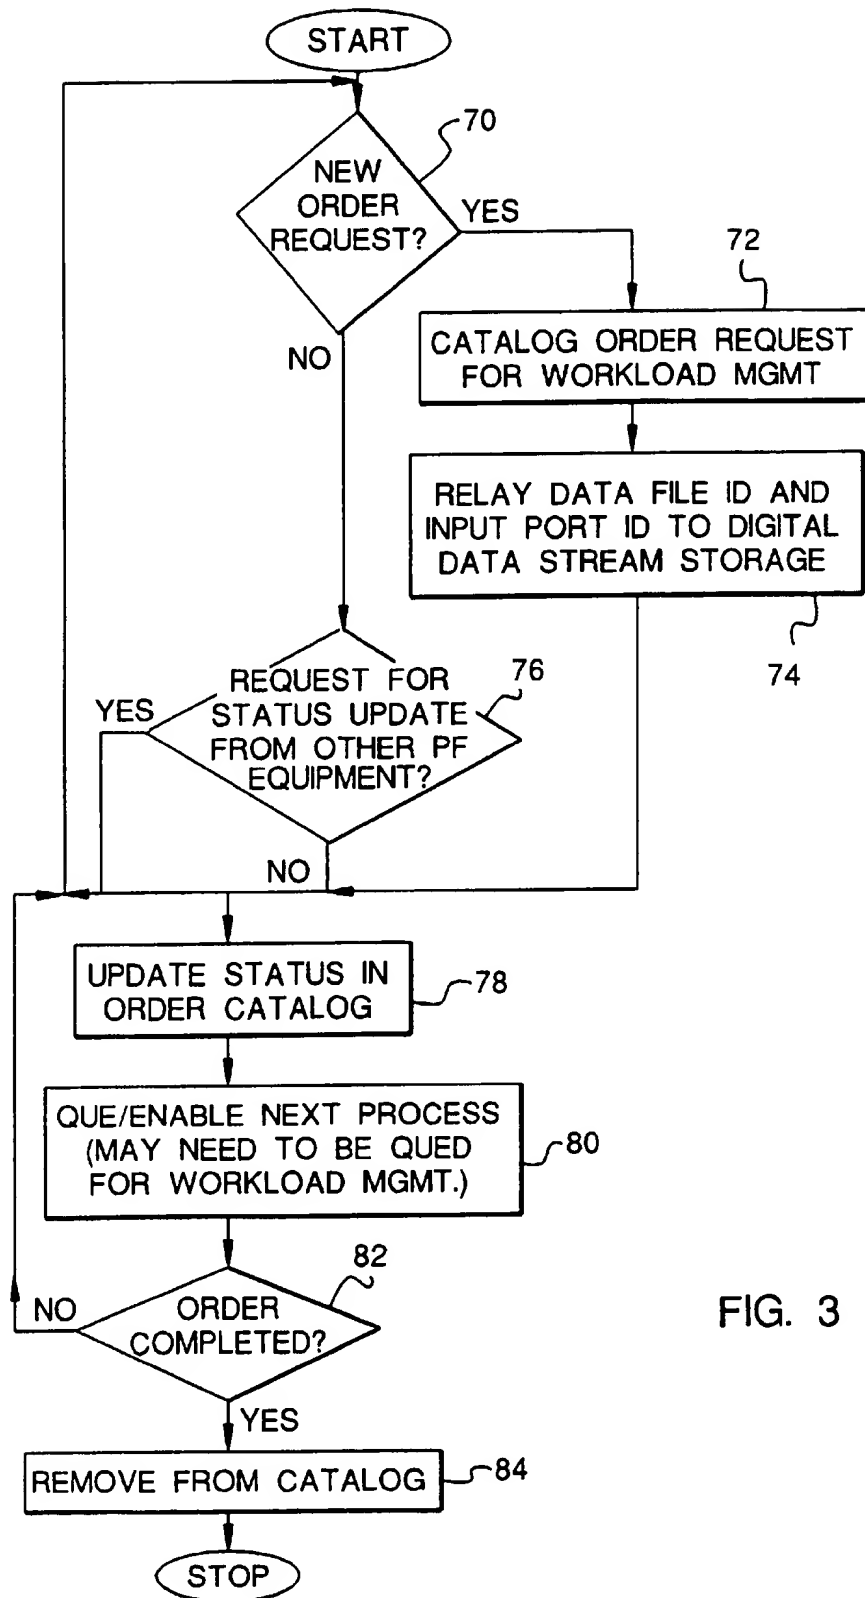 START
70
NEW
ORDER
REQUEST?
YES
NO
72
CATALOG ORDER REQUEST
FOR WORKLOAD MGMT
RELAY DATA FILE ID AND
INPUT PORT ID TO DIGITAL
DATA STREAM STORAGE
74
REQUEST FOR
STATUS UPDATE
FROM OTHER PF
EQUIPMENT?
76
YES
NO
UPDATE STATUS IN
ORDER CATALOG
78
QUE/ENABLE NEXT PROCESS
(MAY NEED TO BE QUED
FOR WORKLOAD MGMT.)
80
82
ORDER
COMPLETED?
NO
YES
REMOVE FROM CATALOG
84
STOP
FIG. 3